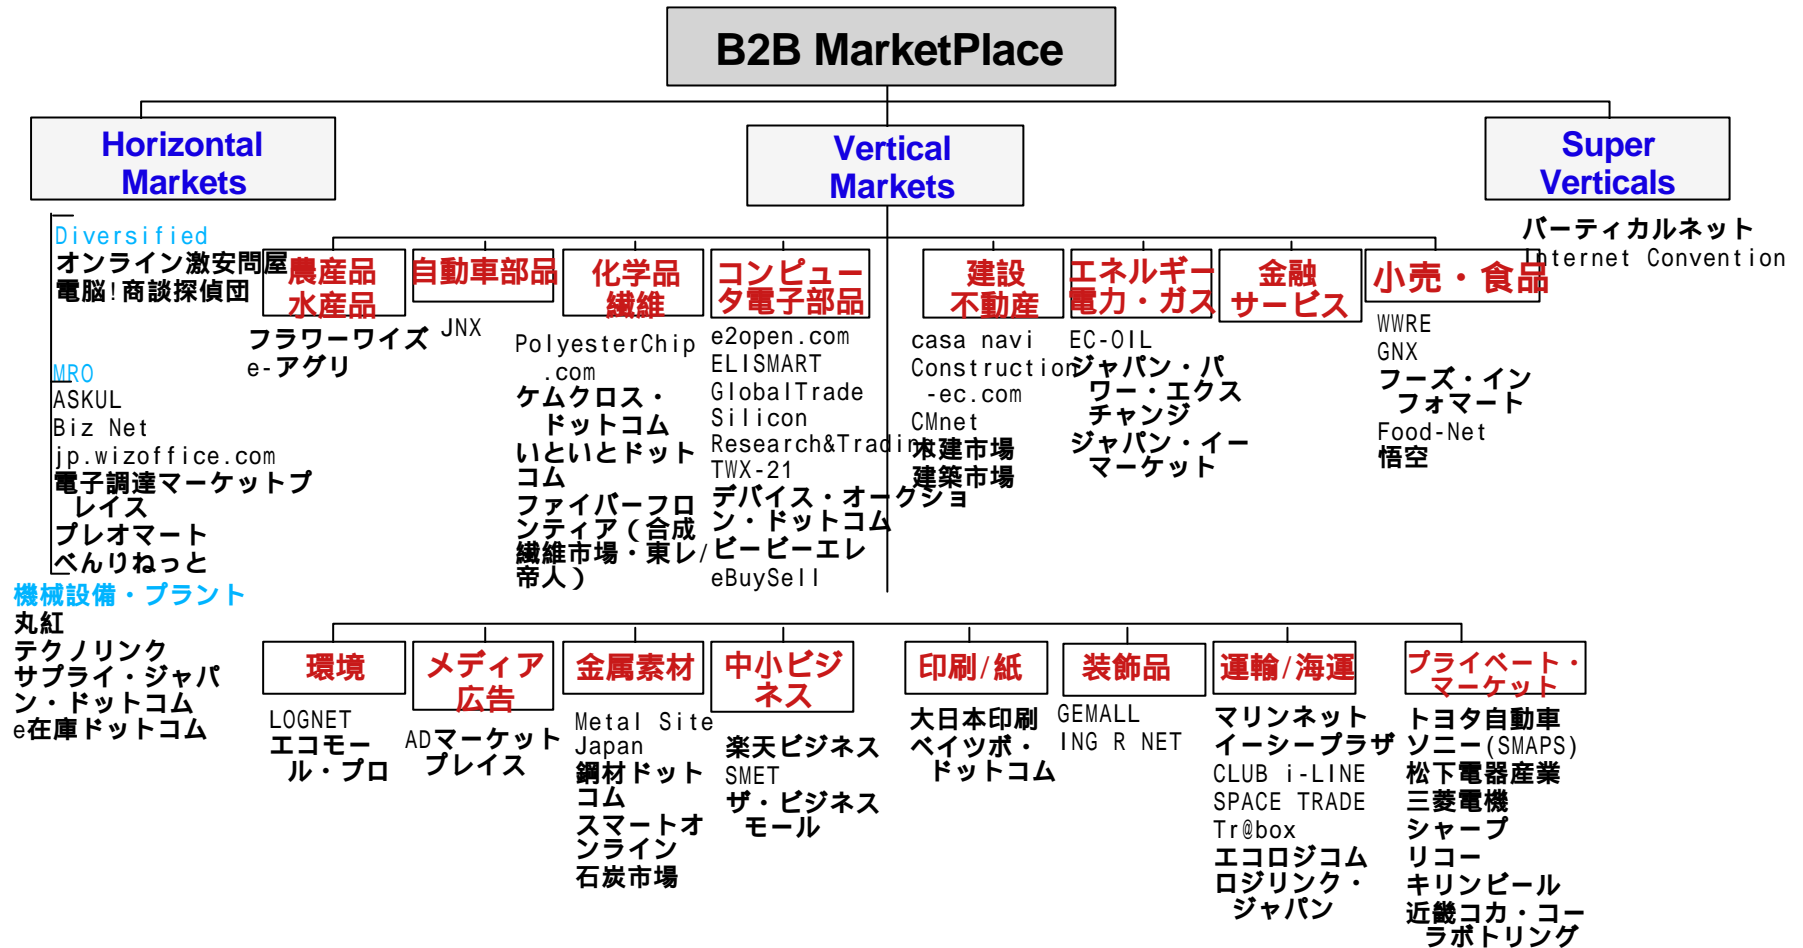 B2B MarketPlace
Horizontal
Markets
Vertical
Markets
Super
Verticals
Diversified
オンライン激安問屋
電脳!商談探偵団
MRO
ASKUL
Biz Net
jp.wizoffice.com
電子調達マーケットプ
レイス
プレオマート
べんりねっと
機械設備・プラント
丸紅
テクノリンク
サプライ・ジャパ
ン・ドットコム
e在庫ドットコム
農産品
水産品
フラワーワイズ
e-アグリ
自動車部品
JNX
化学品
繊維
PolyesterChip
.com
ケムクロス・
ドットコム
いといとドット
コム
ファイバーフロ
ンティア(合成
繊維市場・東レ/
帝人)
コンピュー
タ電子部品
e2open.com
ELISMART
GlobalTrade
Silicon
Research&Trading
TWX-21
デバイス・オークショ
ン・ドットコム
ビービーエレ
eBuySell
建設
不動産
casa navi
Construction
-ec.com
CMnet
木建市場
建築市場
エネルギー
電力・ガス
EC-OIL
ジャパン・パ
ワー・エクス
チャンジ
ジャパン・イー
マーケット
金融
サービス
小売・食品
WWRE
GNX
フーズ・イン
フォマート
Food-Net
悟空
バーティカルネット
Internet Convention
環境
LOGNET
エコモー
ル・プロ
メディア
広告
ADマーケット
プレイス
金属素材
Metal Site
Japan
鋼材ドット
コム
スマートオ
ンライン
石炭市場
中小ビジ
ネス
楽天ビジネス
SMET
ザ・ビジネス
モール
印刷/紙
大日本印刷
ペイツボ・
ドットコム
装飾品
GEMALL
ING R NET
運輸/海運
マリンネット
イーシープラザ
CLUB i-LINE
SPACE TRADE
Tr@box
エコロジコム
ロジリンク・
ジャパン
プライベート・
マーケット
トヨタ自動車
ソニー(SMAPS)
松下電器産業
三菱電機
シャープ
リコー
キリンビール
近畿コカ・コー
ラボトリング